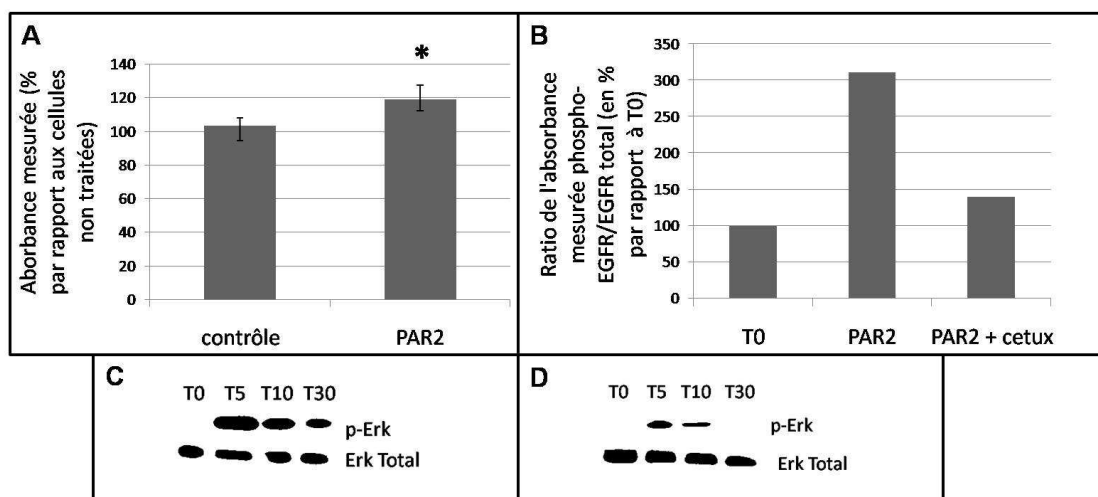 A
*
Aborbance mesurée (%
par rapport aux cellules
non traitées)
140
120
100
80
60
40
20
0
contrôle PAR2
B
Ratio de l'absorbance
mesurée phospho-
EGFR/EGFR total (en %
par rapport à T0)
350
300
250
200
150
100
50
0
T0 PAR2 PAR2 + cetux
C
T0 T5 T10 T30
p-Erk
Erk Total
D
T0 T5 T10 T30
p-Erk
Erk Total